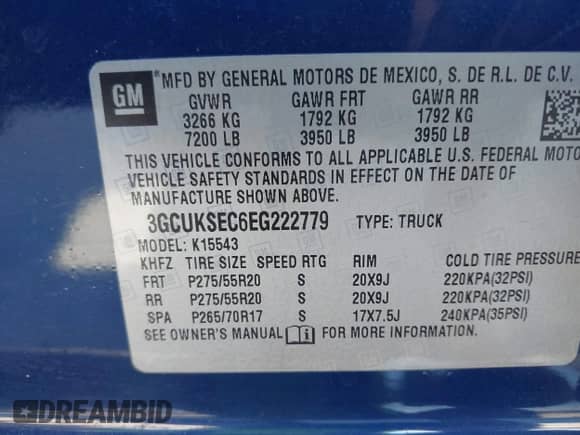 GM
*MFD BY GENERAL MOTORS DE MEXICO, S. DE R.L. DE C.V.
GVWR GAWR FRT GAWR RR
3266 KG 1792 KG 1792 KG
7200 LB 3950 LB 3950 LB
THIS VEHICLE CONFORMS TO ALL APPLICABLE U.S. FEDERAL MOTO
VEHICLE SAFETY STANDARDS IN EFFECT ON THE DATE OF
MANUFACTURE SHOWN ABOVE.
3GCUKSEC6EG222779 TYPE: TRUCK
MODEL: K15543
KHFZ TIRE SIZE SPEED RTG RIM COLD TIRE PRESSURE
FRT P275/55R20 S 20X9J 220KPA(32PSI)
RR P275/55R20 S 20X9J 220KPA(32PSI)
SPA P265/70R17 S 17X7.5J 240KPA(35PSI)
SEE OWNER'S MANUAL FOR MORE INFORMATION.
DREAMBID